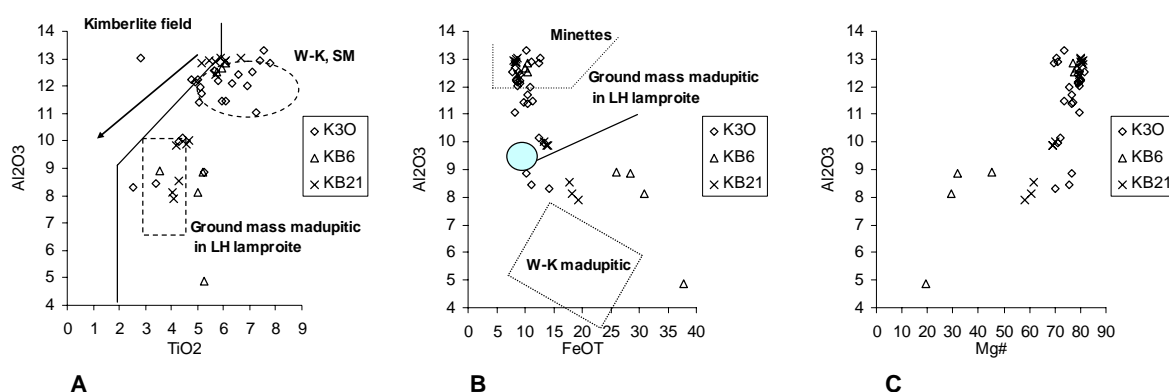 Kimberlite field
14
13
12
11
10
9
8
7
6
5
4
Al2O3
W-K, SM
K3O
KB6
KB21
Ground mass madupitic
in LH lamproite
0 1 2 3 4 5 6 7 8 9
TiO2
A
14
13
12
11
10
9
8
7
6
5
4
Al2O3
Minettes
Ground mass madupitic
in LH lamproite
K3O
KB6
KB21
W-K madupitic
0 10 20 30 40
FeOT
B
14
13
12
11
10
9
8
7
6
5
4
Al2O3
K3O
KB6
KB21
0 10 20 30 40 50 60 70 80 90
Mg#
C